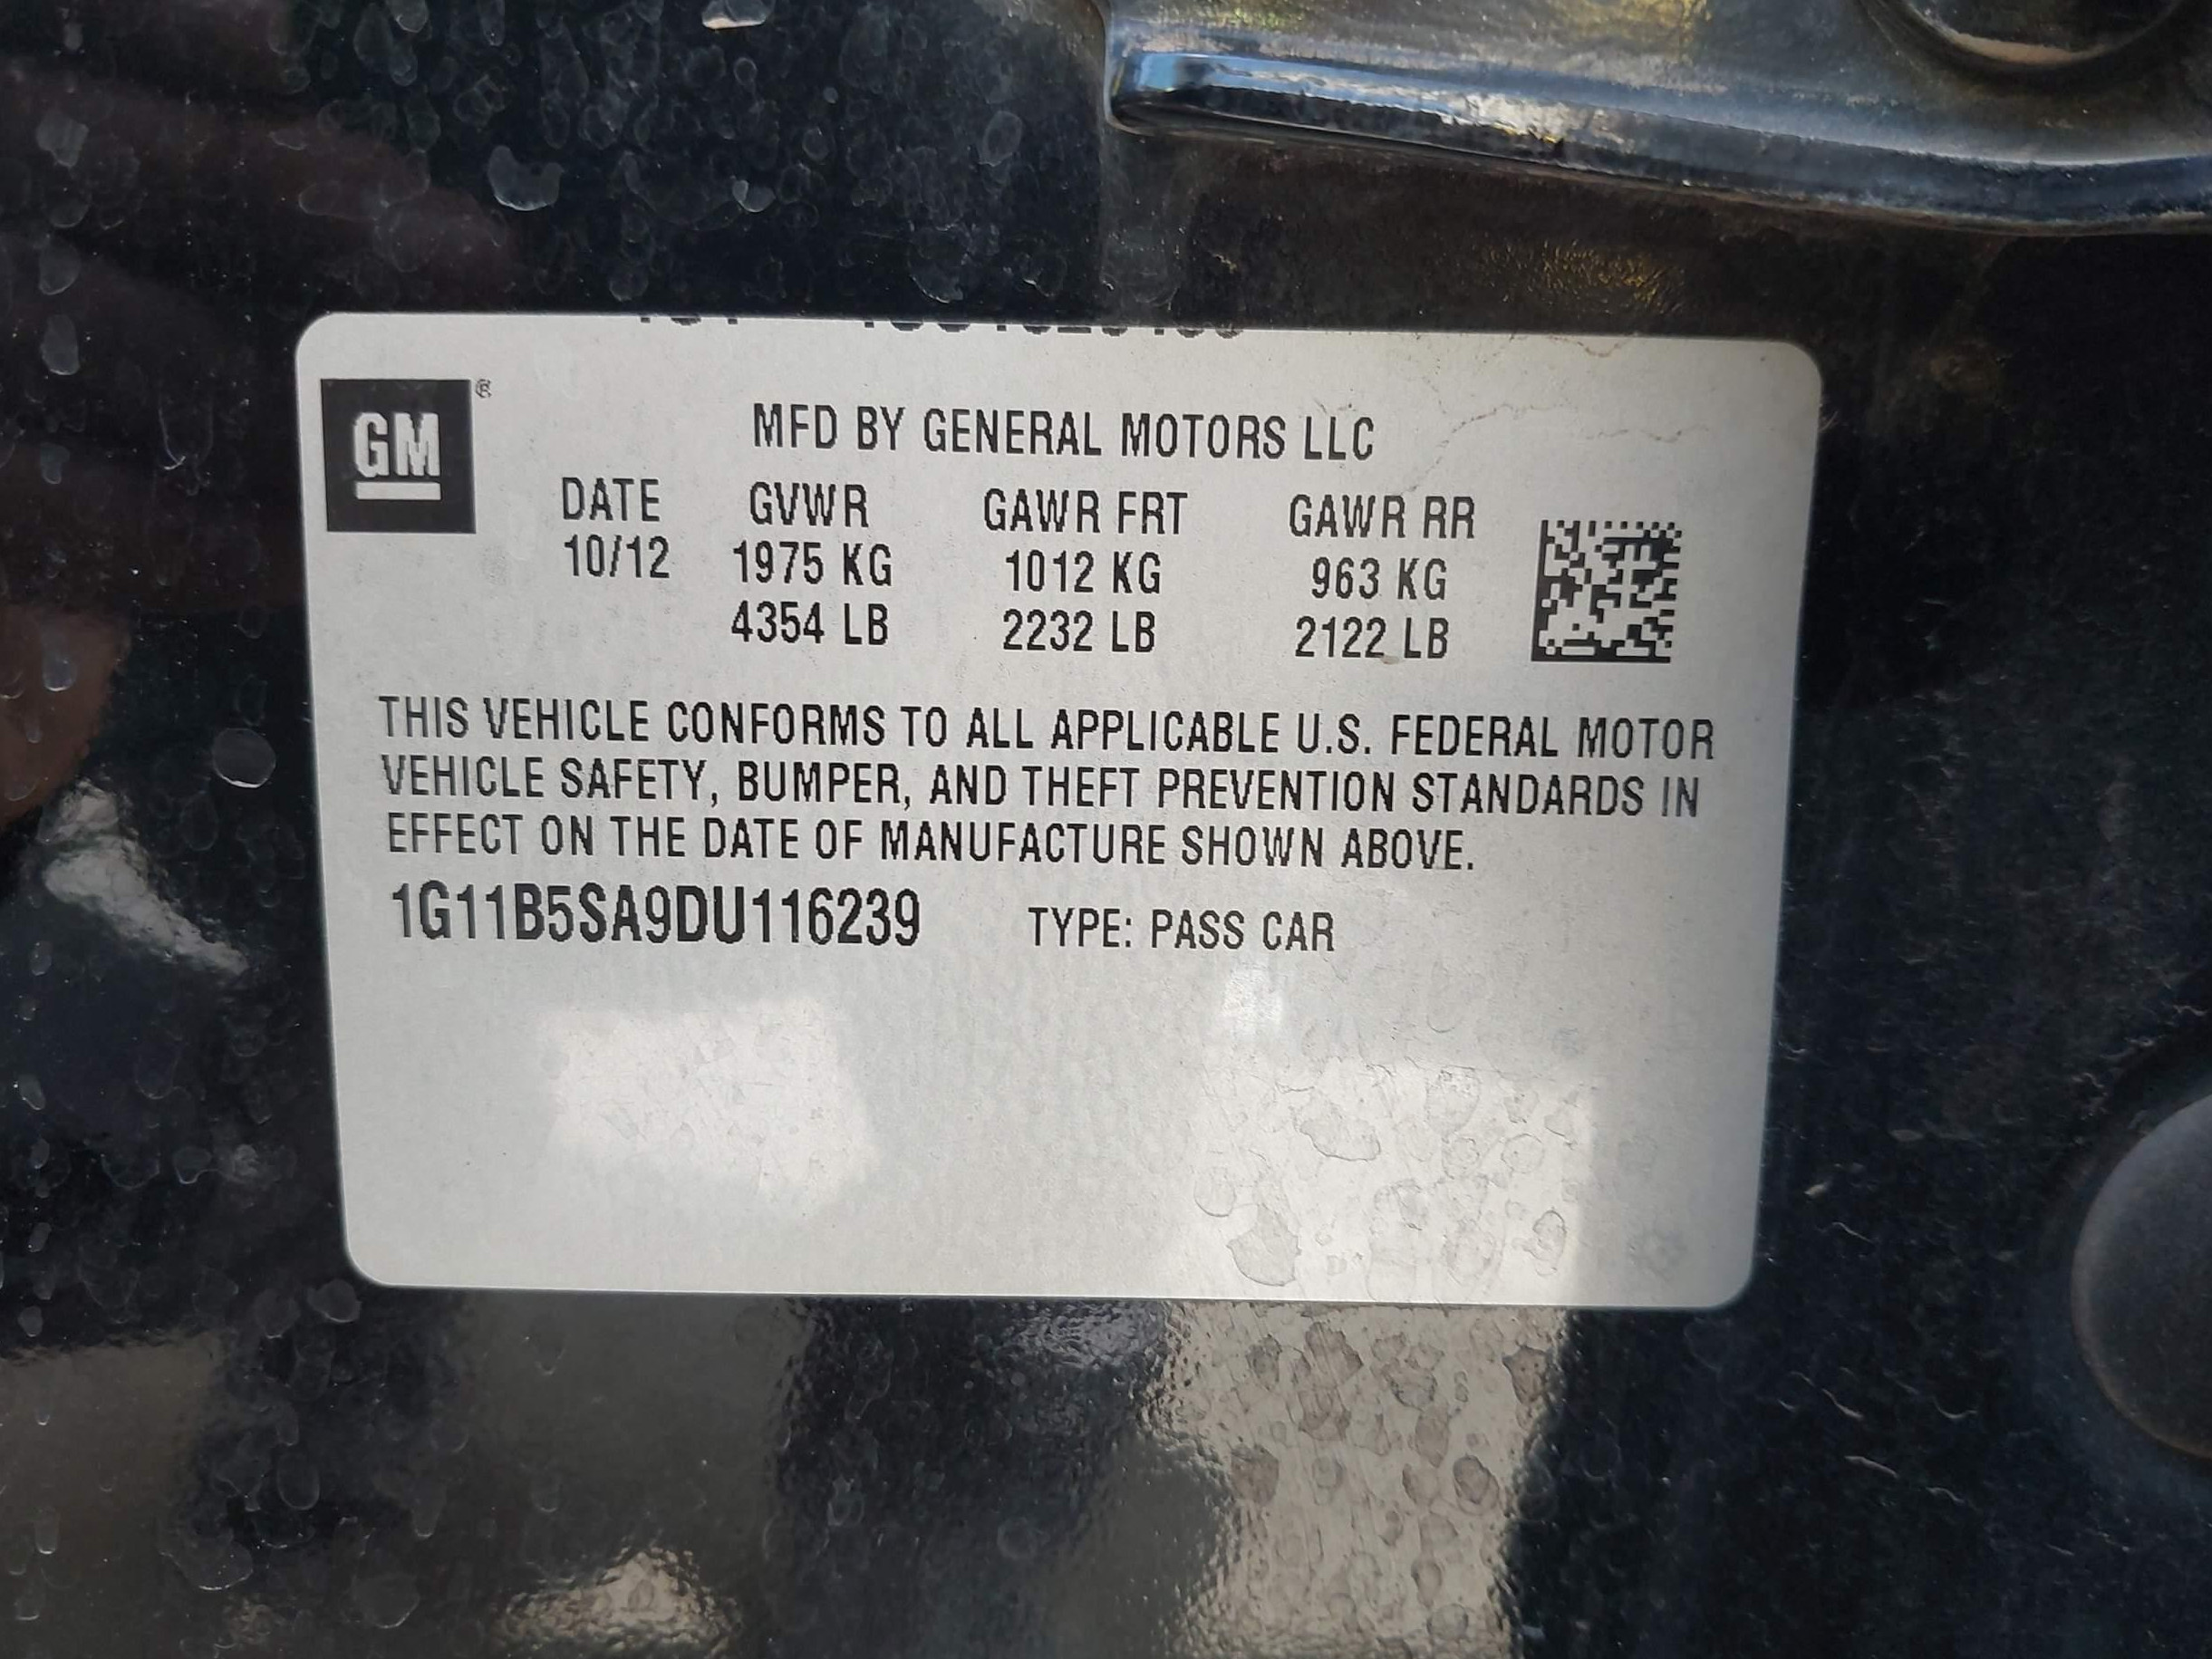 GM ®
MFD BY GENERAL MOTORS LLC
DATE GVWR GAWR FRT GAWR RR
10/12 1975 KG 1012 KG 963 KG
4354 LB 2232 LB 2122 LB
THIS VEHICLE CONFORMS TO ALL APPLICABLE U.S. FEDERAL MOTOR
VEHICLE SAFETY, BUMPER, AND THEFT PREVENTION STANDARDS IN
EFFECT ON THE DATE OF MANUFACTURE SHOWN ABOVE.
1G11B5SA9DU116239 TYPE: PASS CAR